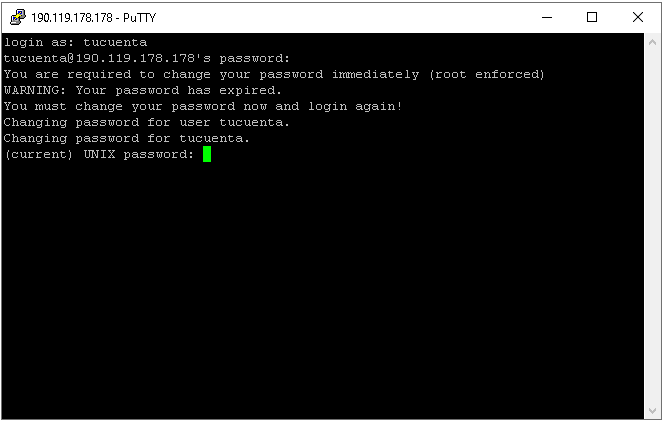 190.119.178.178 - PuTTY
login as: tucuenta
tucuenta@190.119.178.178's password:
You are required to change your password immediately (root enforced)
WARNING: Your password has expired.
You must change your password now and login again!
Changing password for user tucuenta.
Changing password for tucuenta.
(current) UNIX password: